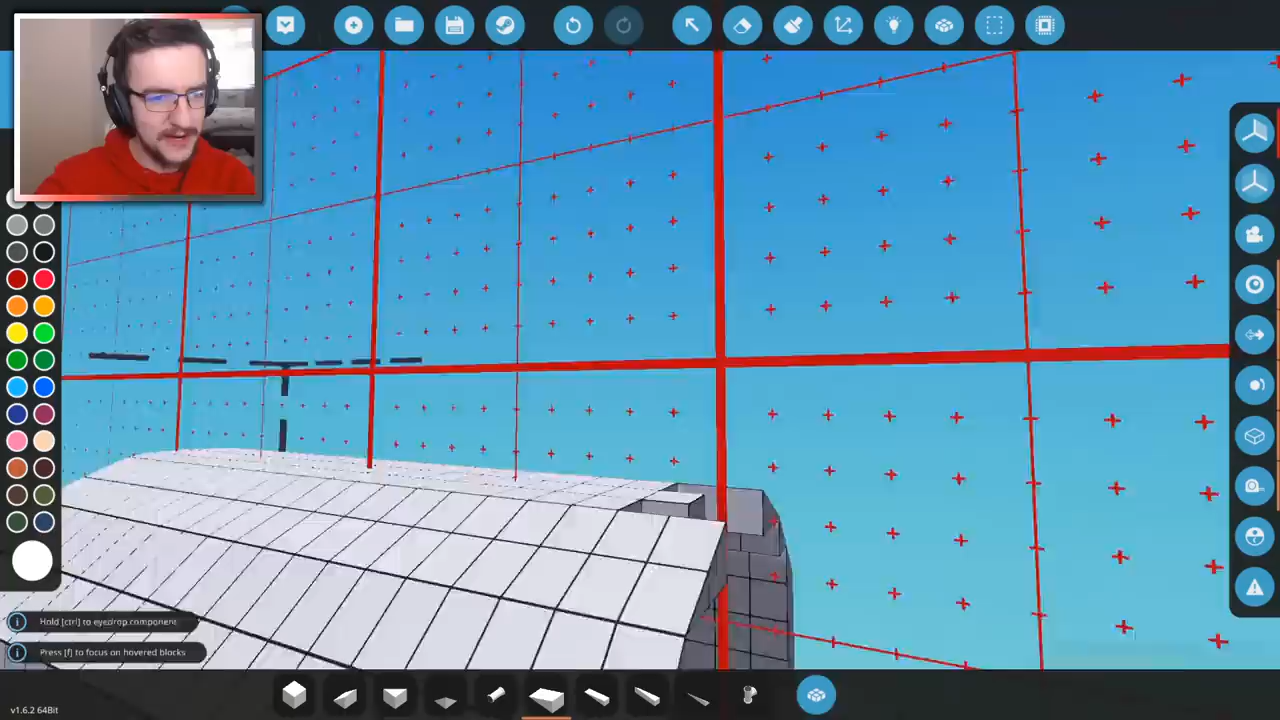 Hold [ctrl] to eyedrop component
Press [f] to focus on hovered blocks
v1.6.2 64Bit